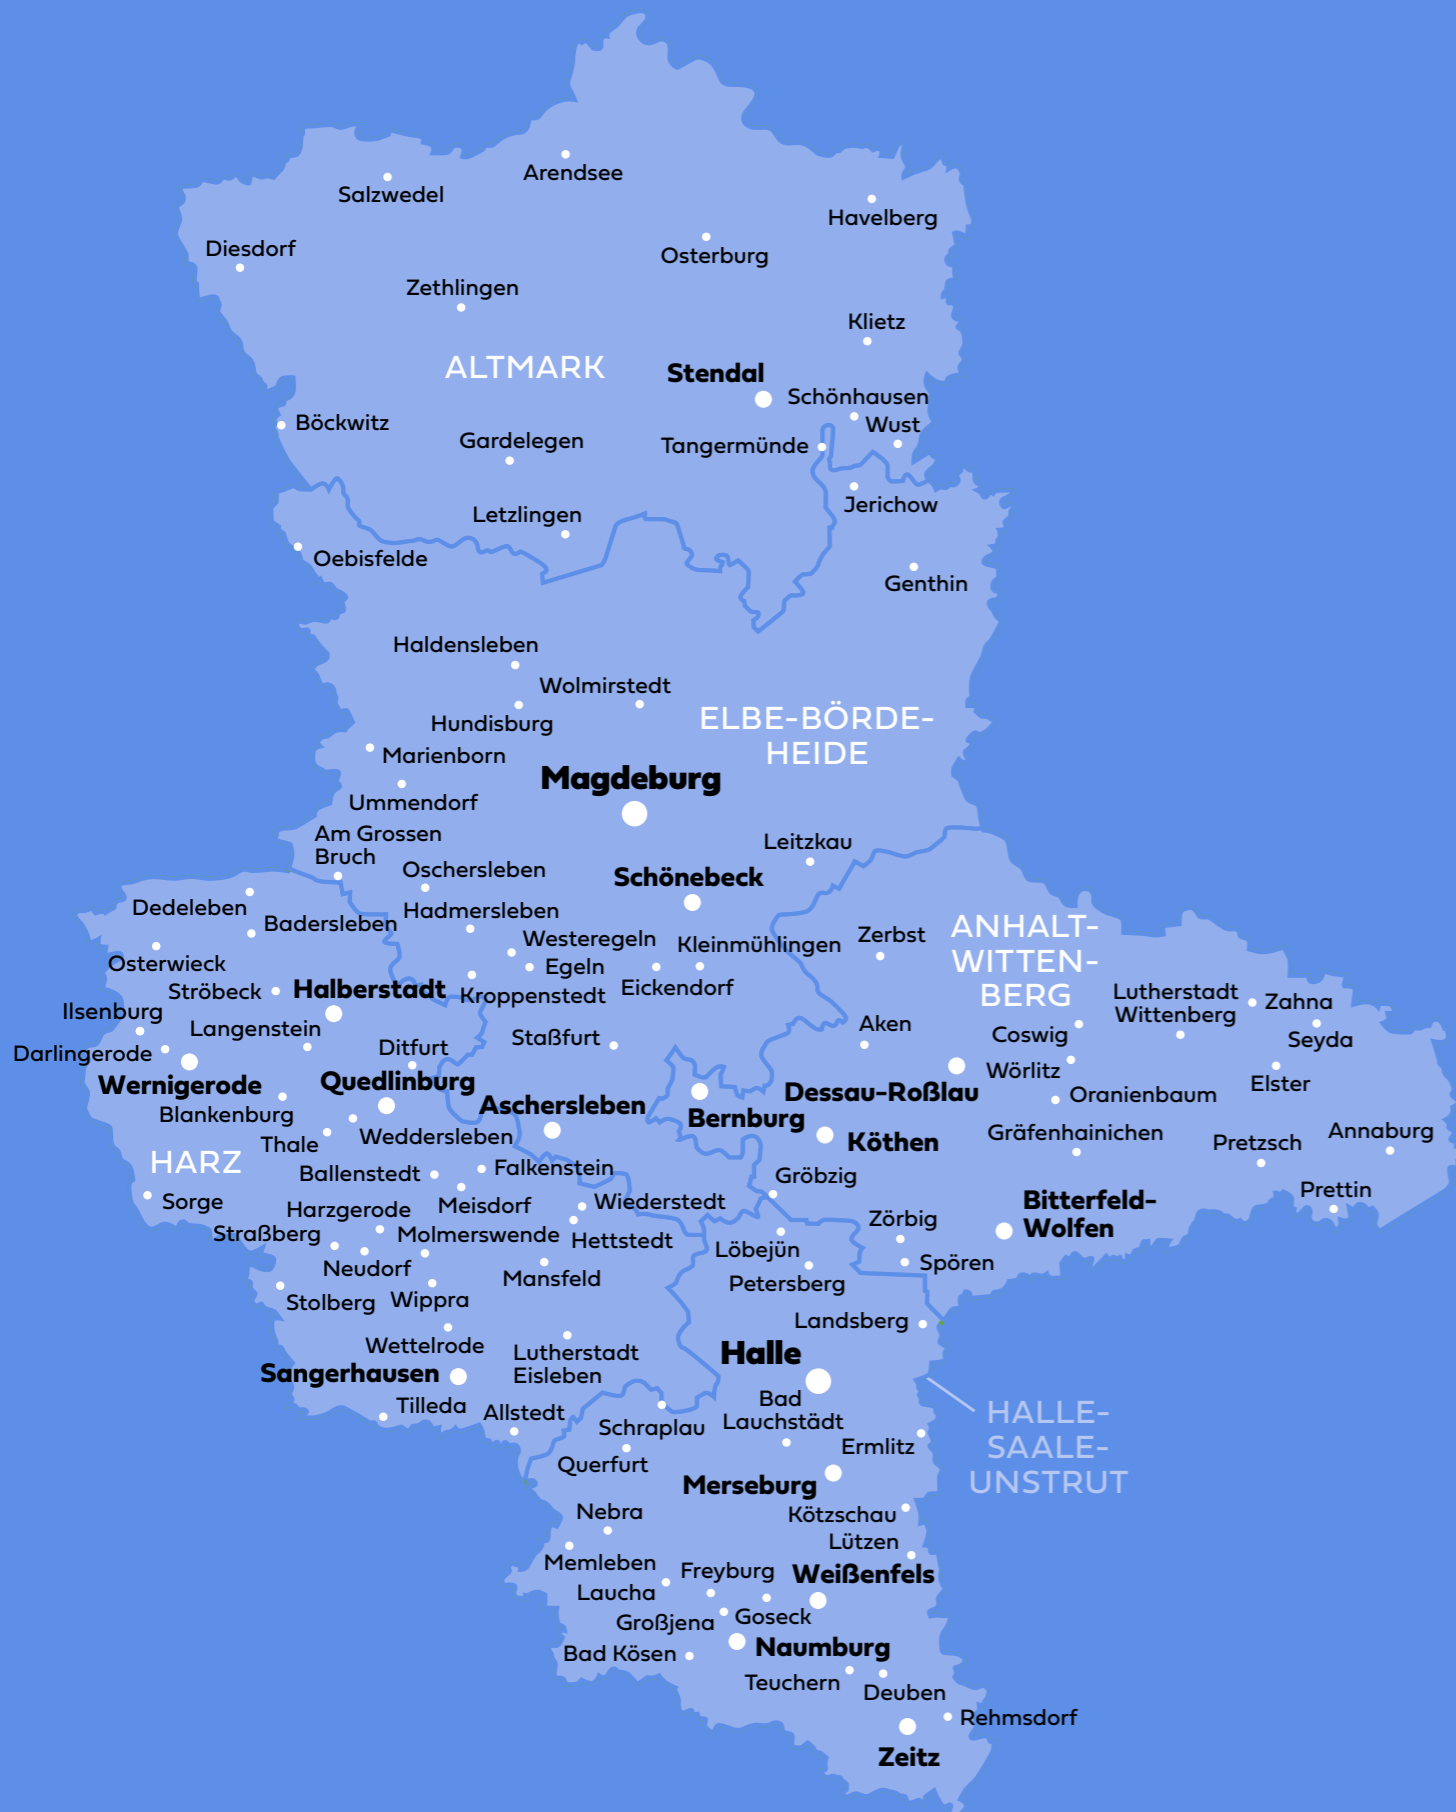 Arendsee
Salzwedel
Havelberg
Diesdorf
Osterburg
Zethlingen
Klietz
ALTMARK
Stendal
Schönhausen
Böckwitz
Wust
Gardelegen
Tangermünde
Jerichow
Letzlingen
Oebisfelde
Genthin
Haldensleben
Wolmirstedt
Hundisburg
ELBE-BÖRDE-
HEIDE
Marienborn
Magdeburg
Ummendorf
Am Grossen
Bruch
Leitzkau
Oschersleben
Schönebeck
Dedeleben
Badersleben
Hadmersleben
Westeregeln
Kleinmühlingen
Zerbst
ANHALT-
WITTEN-
BERG
Osterwieck
Egeln
Ströbeck
Halberstadt
Kroppenstedt
Eickendorf
Lutherstadt
Wittenberg
Zahna
Ilsenburg
Langenstein
Staßfurt
Aken
Coswig
Seyda
Darlingerode
Ditfurt
Wernigerode
Quedlinburg
Wörlitz
Elster
Dessau-Roßlau
Oranienbaum
Blankenburg
Aschersleben
Bernburg
Thale
Weddersleben
Köthen
Gräfenhainichen
Pretzsch
Annaburg
HARZ
Ballenstedt
Falkenstein
Gröbzig
Prettin
Sorge
Harzgerode
Meisdorf
Wiederstedt
Bitterfeld-
Wolfen
Straßberg
Molmerswende
Hettstedt
Zörbig
Löbejün
Neudorf
Mansfeld
Spören
Petersberg
Stolberg
Wippra
Landsberg
Wettelrode
Lutherstadt
Eisleben
Halle
Sangerhausen
Tilleda
Allstedt
Bad
Lauchstädt
HALLE-
SAALE-
UNSTRUT
Schraplau
Ermlitz
Querfurt
Merseburg
Nebra
Kötzschau
Lützen
Memleben
Freyburg
Weißenfels
Laucha
Großjena
Goseck
Bad Kösen
Naumburg
Teuchern
Deuben
Rehmsdorf
Zeitz